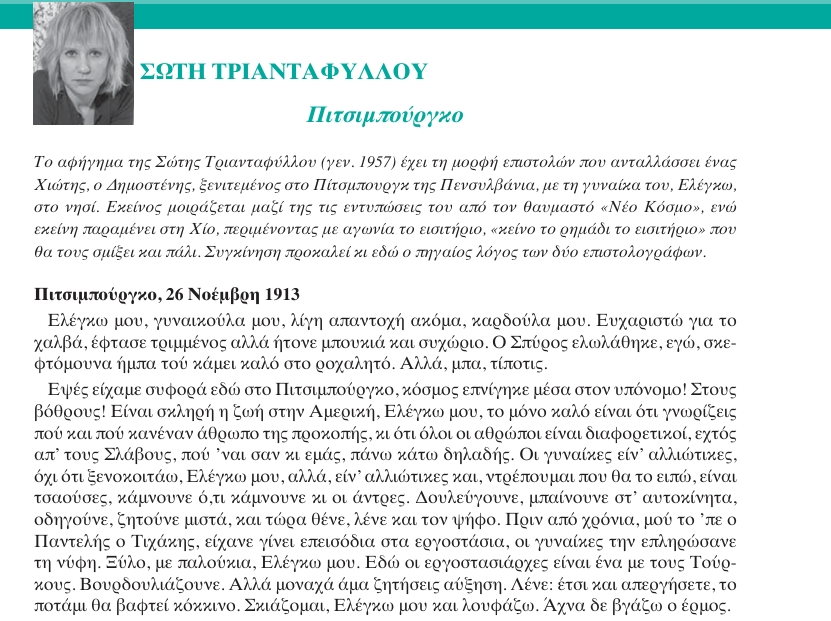 ΣΩΤΗ ΤΡΙΑΝΤΑΦΥΛΛΟΥ
Πιτσιμπούργκο
Το αφήγημα της Σώτης Τριανταφύλλου (γεν. 1957) έχει τη μορφή επιστολών που ανταλλάσσει ένας
Χιώτης, ο Δημοστένης, ξενιτεμένος στο Πίτσμπουργκ της Πενσυλβάνια, με τη γυναίκα του, Ελέγκω,
στο νησί. Εκείνος μοιράζεται μαζί της τις εντυπώσεις του από τον θαυμαστό «Νέο Κόσμο», ενώ
εκείνη παραμένει στη Χίο, περιμένοντας με αγωνία το εισιτήριο, «κείνο το ρημάδι το εισιτήριο» που
θα τους σμίξει και πάλι. Συγκίνηση προκαλεί κι εδώ ο πηγαίος λόγος των δύο επιστολογράφων.
Πιτσιμπούργκο, 26 Νοέμβρη 1913
Ελέγκω μου, γυναικούλα μου, λίγη απαντοχή ακόμα, καρδούλα μου. Ευχαριστώ για το
χαλβά, έφτασε τριμμένος αλλά ήτονε μπουκιά και συχώριο. Ο Σπύρος ελωλάθηκε, εγώ, σκε-
φτόμουνα ήμπα τού κάμει καλό στο ροχαλητό. Αλλά, μπα, τίποτις.
Εψές είχαμε συφορά εδώ στο Πιτσιμπούργκο, κόσμος επνίγηκε μέσα στον υπόνομο! Στους
βόθρους! Είναι σκληρή η ζωή στην Αμερική, Ελέγκω μου, το μόνο καλό είναι ότι γνωρίζεις
πού και πού κανέναν άθρωπο της προκοπής, κι ότι όλοι οι αθρώποι είναι διαφορετικοί, εχτός
απ' τους Σλάβους, πού 'ναι σαν κι εμάς, πάνω κάτω δηλαδής. Οι γυναίκες είν' αλλιώτικες,
όχι ότι ξενοκοιτάω, Ελέγκω μου, αλλά, είν' αλλιώτικες και, ντρέπουμαι που θα το ειπώ, είναι
τσαούσες, κάμνουνε ό,τι κάμνουνε κι οι άντρες. Δουλεύγουνε, μπαίνουνε στ' αυτοκίνητα,
οδηγούνε, ζητούνε μιστά, και τώρα θένε, λένε και τον ψήφο. Πριν από χρόνια, μού το 'πε ο
Παντελής ο Τιχάκης, είχανε γίνει επεισόδια στα εργοστάσια, οι γυναίκες την επληρώσανε
τη νύφη. Ξύλο, με παλούκια, Ελέγκω μου. Εδώ οι εργοστασιάρχες είναι ένα με τους Τούρ-
κους. Βουρδουλιάζουνε. Αλλά μοναχά άμα ζητήσεις αύξηση. Λένε: έτσι και απεργήσετε, το
ποτάμι θα βαφτεί κόκκινο. Σκιάζομαι, Ελέγκω μου και λουφάζω. Άχνα δε βγάζω ο έρμος.